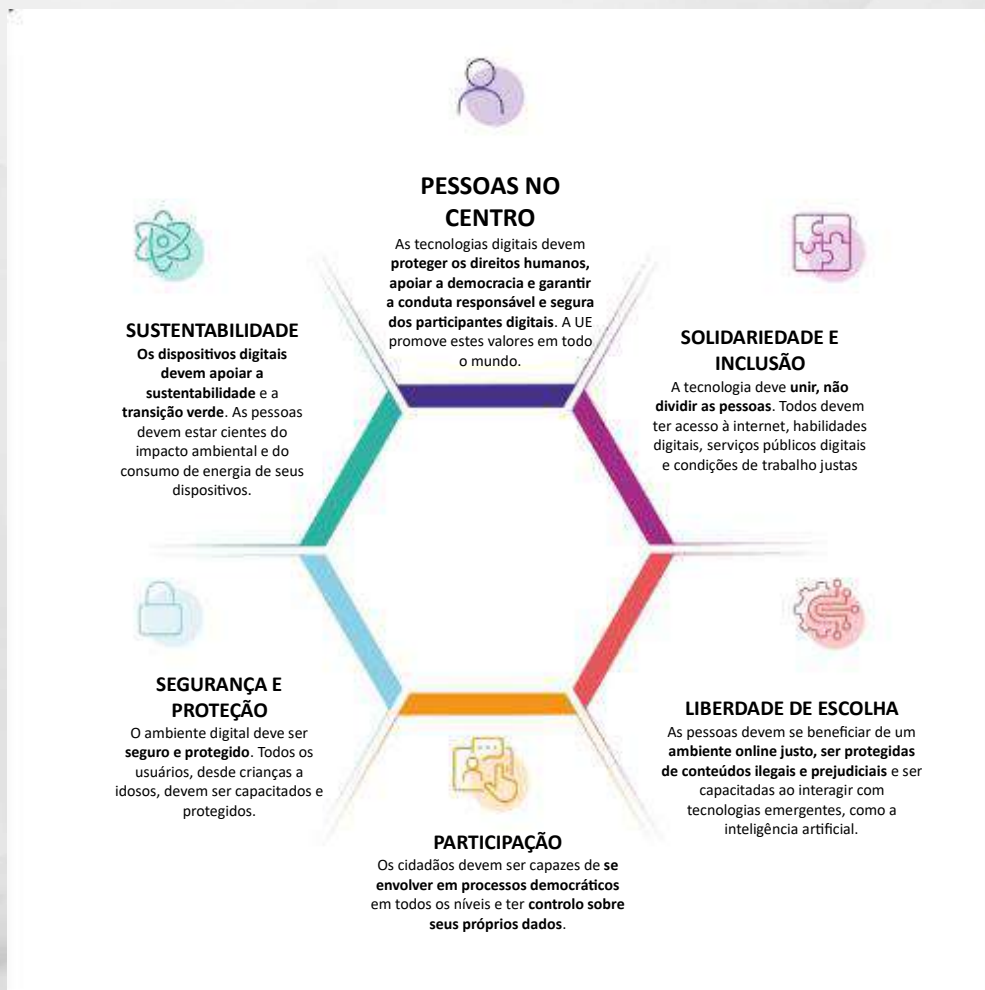 PESSOAS NO
CENTRO
As tecnologias digitais devem
proteger os direitos humanos,
apoiar a democracia e garantir
a conduta responsável e segura
dos participantes digitais. A UE
promove estes valores em todo
o mundo.
SOLIDARIEDADE E
INCLUSÃO
A tecnologia deve unir, não
dividir as pessoas. Todos devem
ter acesso à internet, habilidades
digitais, serviços públicos digitais
e condições de trabalho justas
LIBERDADE DE ESCOLHA
As pessoas devem se beneficiar de um
ambiente online justo, ser protegidas
de conteúdos ilegais e prejudiciais e ser
capacitadas ao interagir com
tecnologias emergentes, como a
inteligência artificial.
PARTICIPAÇÃO
Os cidadãos devem ser capazes de se
envolver em processos democráticos
em todos os níveis e ter controlo sobre
seus próprios dados.
SEGURANÇA E
PROTEÇÃO
O ambiente digital deve ser
seguro e protegido. Todos os
usuários, desde crianças a
idosos, devem ser capacitados e
protegidos.
SUSTENTABILIDADE
Os dispositivos digitais
devem apoiar a
sustentabilidade e a
transição verde. As pessoas
devem estar cientes do
impacto ambiental e do
consumo de energia de seus
dispositivos.